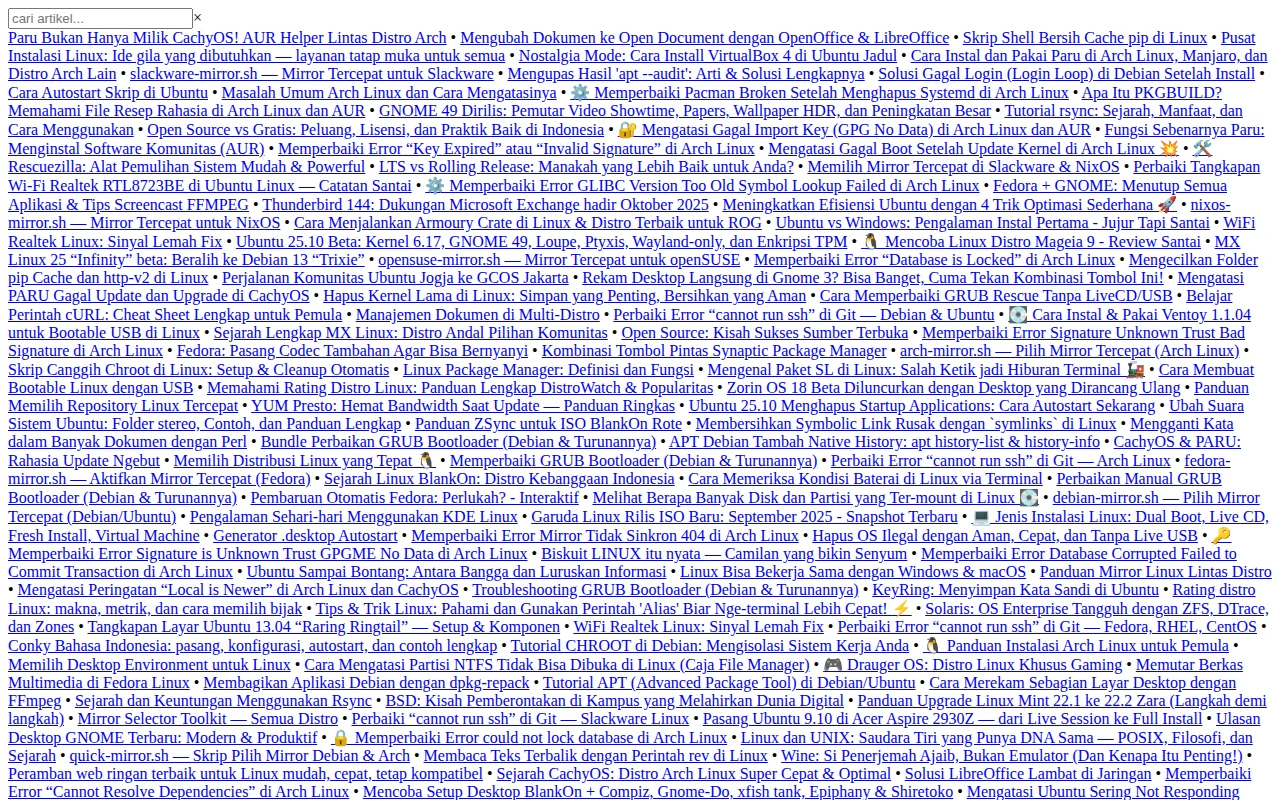 cari artikel... ×
Paru Bukan Hanya Milik CachyOS! AUR Helper Lintas Distro Arch • Mengubah Dokumen ke Open Document dengan OpenOffice & LibreOffice • Skrip Shell Bersih Cache pip di Linux • Pusat
Instalasi Linux: Ide gila yang dibutuhkan — layanan tatap muka untuk semua • Nostalgia Mode: Cara Install VirtualBox 4 di Ubuntu Jadul • Cara Instal dan Pakai Paru di Arch Linux, Manjaro, dan
Distro Arch Lain • slackware-mirror.sh — Mirror Tercepat untuk Slackware • Mengupas Hasil 'apt --audit': Arti & Solusi Lengkapnya • Solusi Gagal Login (Login Loop) di Debian Setelah Install •
Cara Autostart Skrip di Ubuntu • Masalah Umum Arch Linux dan Cara Mengatasinya • ⚙️ Memperbaiki Pacman Broken Setelah Menghapus Systemd di Arch Linux • Apa Itu PKGBUILD?
Memahami File Resep Rahasia di Arch Linux dan AUR • GNOME 49 Dirilis: Pemutar Video Showtime, Papers, Wallpaper HDR, dan Peningkatan Besar • Tutorial rsync: Sejarah, Manfaat, dan
Cara Menggunakan • Open Source vs Gratis: Peluang, Lisensi, dan Praktik Baik di Indonesia • 🔐 Mengatasi Gagal Import Key (GPG No Data) di Arch Linux dan AUR • Fungsi Sebenarnya Paru:
Menginstal Software Komunitas (AUR) • Memperbaiki Error “Key Expired” atau “Invalid Signature” di Arch Linux • Mengatasi Gagal Boot Setelah Update Kernel di Arch Linux 💥 • 🛠️
Rescuezilla: Alat Pemulihan Sistem Mudah & Powerful • LTS vs Rolling Release: Manakah yang Lebih Baik untuk Anda? • Memilih Mirror Tercepat di Slackware & NixOS • Perbaiki Tangkapan
Wi-Fi Realtek RTL8723BE di Ubuntu Linux — Catatan Santai • ⚙️ Memperbaiki Error GLIBC Version Too Old Symbol Lookup Failed di Arch Linux • Fedora + GNOME: Menutup Semua
Aplikasi & Tips Screencast FFMPEG • Thunderbird 144: Dukungan Microsoft Exchange hadir Oktober 2025 • Meningkatkan Efisiensi Ubuntu dengan 4 Trik Optimasi Sederhana 🚀 • nixos-
mirror.sh — Mirror Tercepat untuk NixOS • Cara Menjalankan Armoury Crate di Linux & Distro Terbaik untuk ROG • Ubuntu vs Windows: Pengalaman Instal Pertama - Jujur Tapi Santai • WiFi
Realtek Linux: Sinyal Lemah Fix • Ubuntu 25.10 Beta: Kernel 6.17, GNOME 49, Loupe, Ptyxis, Wayland-only, dan Enkripsi TPM • 🐧 Mencoba Linux Distro Mageia 9 - Review Santai • MX
Linux 25 “Infinity” beta: Beralih ke Debian 13 “Trixie” • opensuse-mirror.sh — Mirror Tercepat untuk openSUSE • Memperbaiki Error “Database is Locked” di Arch Linux • Mengecilkan Folder
pip Cache dan http-v2 di Linux • Perjalanan Komunitas Ubuntu Jogja ke GCOS Jakarta • Rekam Desktop Langsung di Gnome 3? Bisa Banget, Cuma Tekan Kombinasi Tombol Ini! • Mengatasi
PARU Gagal Update dan Upgrade di CachyOS • Hapus Kernel Lama di Linux: Simpan yang Penting, Bersihkan yang Aman • Cara Memperbaiki GRUB Rescue Tanpa LiveCD/USB • Belajar
Perintah cURL: Cheat Sheet Lengkap untuk Pemula • Manajemen Dokumen di Multi-Distro • Perbaiki Error “cannot run ssh” di Git — Debian & Ubuntu • 💽 Cara Instal & Pakai Ventoy 1.1.04
untuk Bootable USB di Linux • Sejarah Lengkap MX Linux: Distro Andal Pilihan Komunitas • Open Source: Kisah Sukses Sumber Terbuka • Memperbaiki Error Signature Unknown Trust Bad
Signature di Arch Linux • Fedora: Pasang Codec Tambahan Agar Bisa Bernyanyi • Kombinasi Tombol Pintas Synaptic Package Manager • arch-mirror.sh — Pilih Mirror Tercepat (Arch Linux) •
Skrip Canggih Chroot di Linux: Setup & Cleanup Otomatis • Linux Package Manager: Definisi dan Fungsi • Mengenal Paket SL di Linux: Salah Ketik jadi Hiburan Terminal 🚂 • Cara Membuat
Bootable Linux dengan USB • Memahami Rating Distro Linux: Panduan Lengkap DistroWatch & Popularitas • Zorin OS 18 Beta Diluncurkan dengan Desktop yang Dirancang Ulang • Panduan
Memilih Repository Linux Tercepat • YUM Presto: Hemat Bandwidth Saat Update — Panduan Ringkas • Ubuntu 25.10 Menghapus Startup Applications: Cara Autostart Sekarang • Ubah Suara
Sistem Ubuntu: Folder stereo, Contoh, dan Panduan Lengkap • Panduan ZSync untuk ISO BlankOn Rote • Membersihkan Symbolic Link Rusak dengan `symlinks` di Linux • Mengganti Kata
dalam Banyak Dokumen dengan Perl • Bundle Perbaikan GRUB Bootloader (Debian & Turunannya) • APT Debian Tambah Native History: apt history-list & history-info • CachyOS & PARU:
Rahasia Update Ngebut • Memilih Distribusi Linux yang Tepat 🐧 • Memperbaiki GRUB Bootloader (Debian & Turunannya) • Perbaiki Error “cannot run ssh” di Git — Arch Linux • fedora-
mirror.sh — Aktifkan Mirror Tercepat (Fedora) • Sejarah Linux BlankOn: Distro Kebanggaan Indonesia • Cara Memeriksa Kondisi Baterai di Linux via Terminal • Perbaikan Manual GRUB
Bootloader (Debian & Turunannya) • Pembaruan Otomatis Fedora: Perlukah? - Interaktif • Melihat Berapa Banyak Disk dan Partisi yang Ter-mount di Linux 💽 • debian-mirror.sh — Pilih Mirror
Tercepat (Debian/Ubuntu) • Pengalaman Sehari-hari Menggunakan KDE Linux • Garuda Linux Rilis ISO Baru: September 2025 - Snapshot Terbaru • 💻 Jenis Instalasi Linux: Dual Boot, Live CD,
Fresh Install, Virtual Machine • Generator .desktop Autostart • Memperbaiki Error Mirror Tidak Sinkron 404 di Arch Linux • Hapus OS Ilegal dengan Aman, Cepat, dan Tanpa Live USB • 🔑
Memperbaiki Error Signature is Unknown Trust GPGME No Data di Arch Linux • Biskuit LINUX itu nyata — Camilan yang bikin Senyum • Memperbaiki Error Database Corrupted Failed to
Commit Transaction di Arch Linux • Ubuntu Sampai Bontang: Antara Bangga dan Luruskan Informasi • Linux Bisa Bekerja Sama dengan Windows & macOS • Panduan Mirror Linux Lintas Distro
• Mengatasi Peringatan “Local is Newer” di Arch Linux dan CachyOS • Troubleshooting GRUB Bootloader (Debian & Turunannya) • KeyRing: Menyimpan Kata Sandi di Ubuntu • Rating distro
Linux: makna, metrik, dan cara memilih bijak • Tips & Trik Linux: Pahami dan Gunakan Perintah 'Alias' Biar Nge-terminal Lebih Cepat! ⚡ • Solaris: OS Enterprise Tangguh dengan ZFS, DTrace,
dan Zones • Tangkapan Layar Ubuntu 13.04 “Raring Ringtail” — Setup & Komponen • WiFi Realtek Linux: Sinyal Lemah Fix • Perbaiki Error “cannot run ssh” di Git — Fedora, RHEL, CentOS •
Conky Bahasa Indonesia: pasang, konfigurasi, autostart, dan contoh lengkap • Tutorial CHROOT di Debian: Mengisolasi Sistem Kerja Anda • 🐧 Panduan Instalasi Arch Linux untuk Pemula •
Memilih Desktop Environment untuk Linux • Cara Mengatasi Partisi NTFS Tidak Bisa Dibuka di Linux (Caja File Manager) • 🎮 Drauger OS: Distro Linux Khusus Gaming • Memutar Berkas
Multimedia di Fedora Linux • Membagikan Aplikasi Debian dengan dpkg-repack • Tutorial APT (Advanced Package Tool) di Debian/Ubuntu • Cara Merekam Sebagian Layar Desktop dengan
FFmpeg • Sejarah dan Keuntungan Menggunakan Rsync • BSD: Kisah Pemberontakan di Kampus yang Melahirkan Dunia Digital • Panduan Upgrade Linux Mint 22.1 ke 22.2 Zara (Langkah demi
langkah) • Mirror Selector Toolkit — Semua Distro • Perbaiki “cannot run ssh” di Git — Slackware Linux • Pasang Ubuntu 9.10 di Acer Aspire 2930Z — dari Live Session ke Full Install • Ulasan
Desktop GNOME Terbaru: Modern & Produktif • 🔒 Memperbaiki Error could not lock database di Arch Linux • Linux dan UNIX: Saudara Tiri yang Punya DNA Sama — POSIX, Filosofi, dan
Sejarah • quick-mirror.sh — Skrip Pilih Mirror Debian & Arch • Membaca Teks Terbalik dengan Perintah rev di Linux • Wine: Si Penerjemah Ajaib, Bukan Emulator (Dan Kenapa Itu Penting!) •
Peramban web ringan terbaik untuk Linux mudah, cepat, tetap kompatibel • Sejarah CachyOS: Distro Arch Linux Super Cepat & Optimal • Solusi LibreOffice Lambat di Jaringan • Memperbaiki
Error “Cannot Resolve Dependencies” di Arch Linux • Mencoba Setup Desktop BlankOn + Compiz, Gnome-Do, xfish tank, Epiphany & Shiretoko • Mengatasi Ubuntu Sering Not Responding